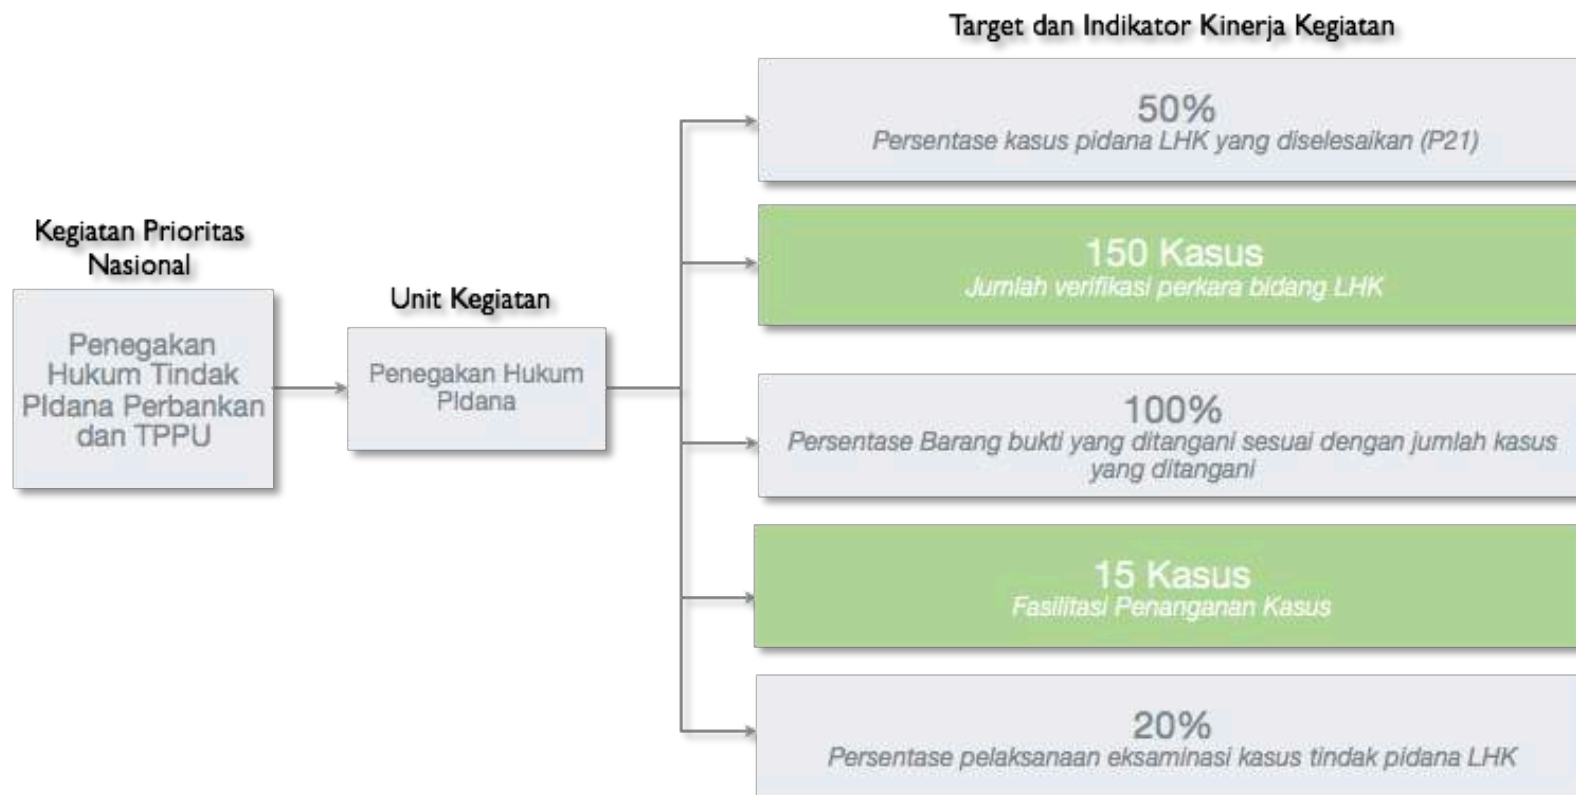 Target dan Indikator Kinerja Kegiatan
50%
Persentase kasus pidana LHK yang diselesaikan (P21)
Kegiatan Prioritas
Nasional
150 Kasus
Jumlah verifikasi perkara bidang LHK
Unit Kegiatan
Penegakan
Hukum Tindak
PIdana Perbankan
dan TPPU
Penegakan Hukum
PIdana
100%
Persentase Barang bukti yang ditangani sesuai dengan jumlah kasus
yang ditangani
15 Kasus
Fasilitasi Penanganan Kasus
20%
Persentase pelaksanaan eksaminasi kasus tindak pidana LHK